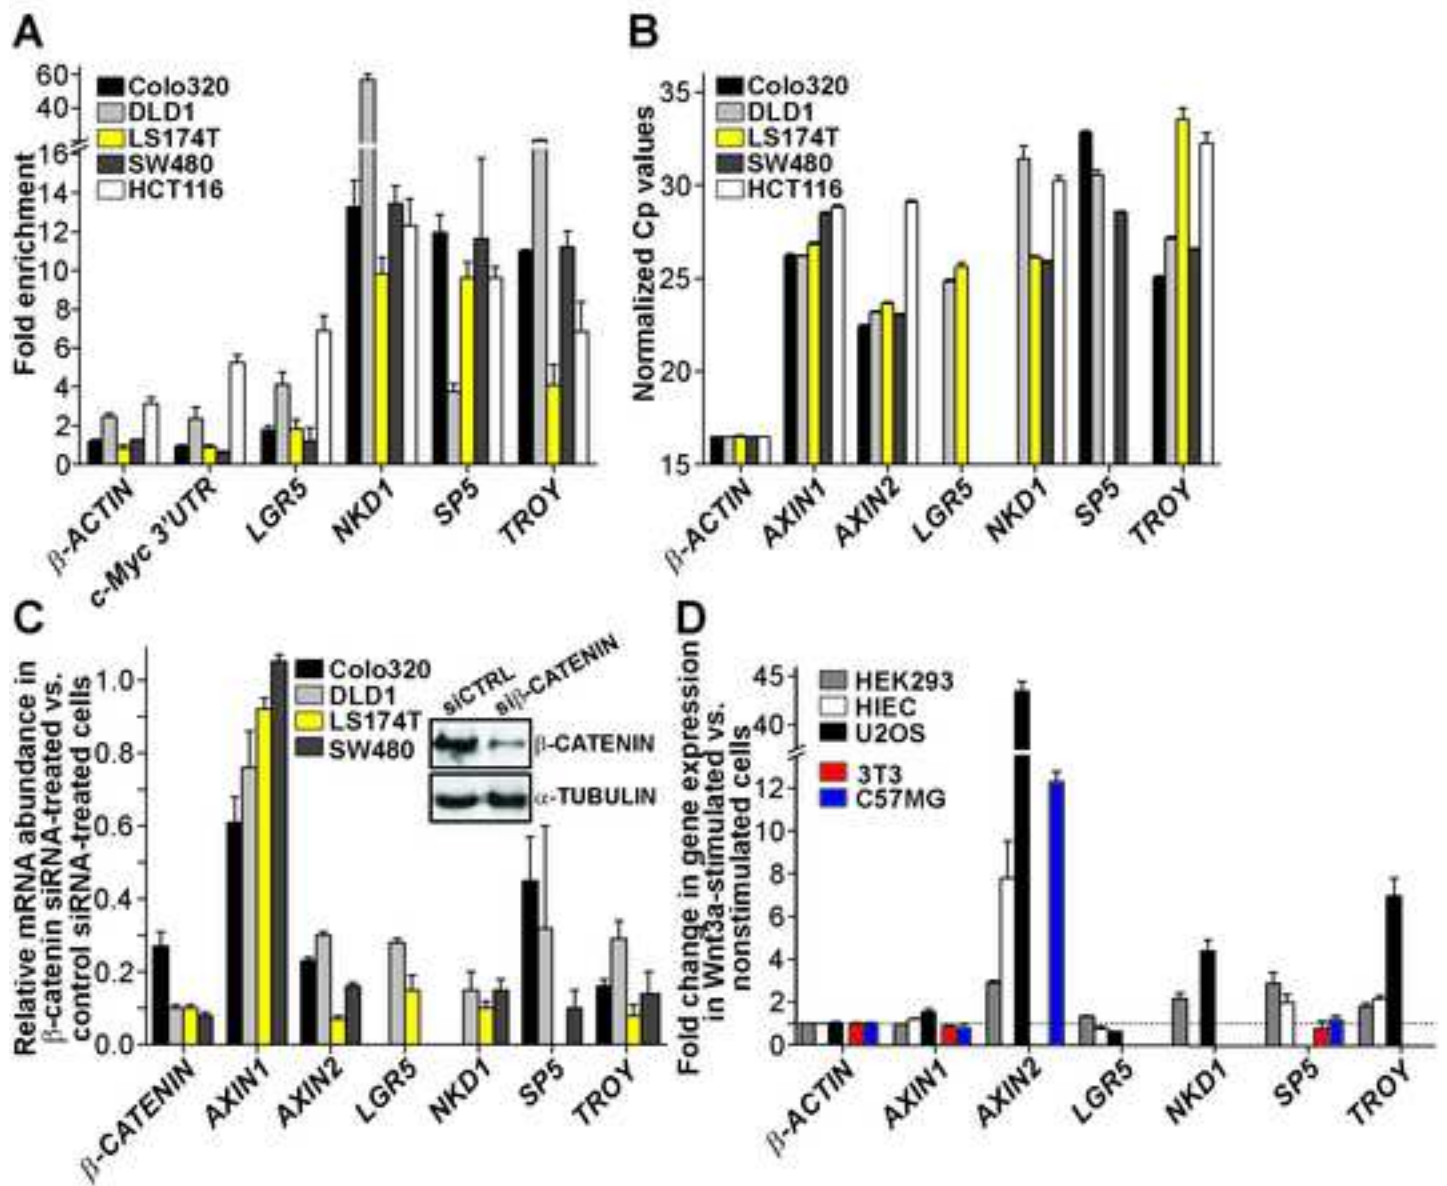 A
Fold enrichment
60
40
16
14
12
10
8
6
4
2
0
Colo320
DLD1
LS174T
SW480
HCT116
β-ACTIN
c-Myc 3'UTR
LGR5
NKD1
SP5
TROY
B
Normalized Cp values
35
30
25
20
15
Colo320
DLD1
LS174T
SW480
HCT116
β-ACTIN
AXIN1
AXIN2
LGR5
NKD1
SP5
TROY
C
Relative mRNA abundance in
β-catenin siRNA-treated vs.
control siRNA-treated cells
1.0
0.8
0.6
0.4
0.2
0.0
Colo320
DLD1
LS174T
SW480
siCTRL
siβ-CATENIN
β-CATENIN
α-TUBULIN
β-CATENIN
AXIN1
AXIN2
LGR5
NKD1
SP5
TROY
D
Fold change in gene expression
in Wnt3a-stimulated vs.
nonstimulated cells
45
40
12
10
8
6
4
2
0
HEK293
HIEC
U2OS
3T3
C57MG
β-ACTIN
AXIN1
AXIN2
LGR5
NKD1
SP5
TROY